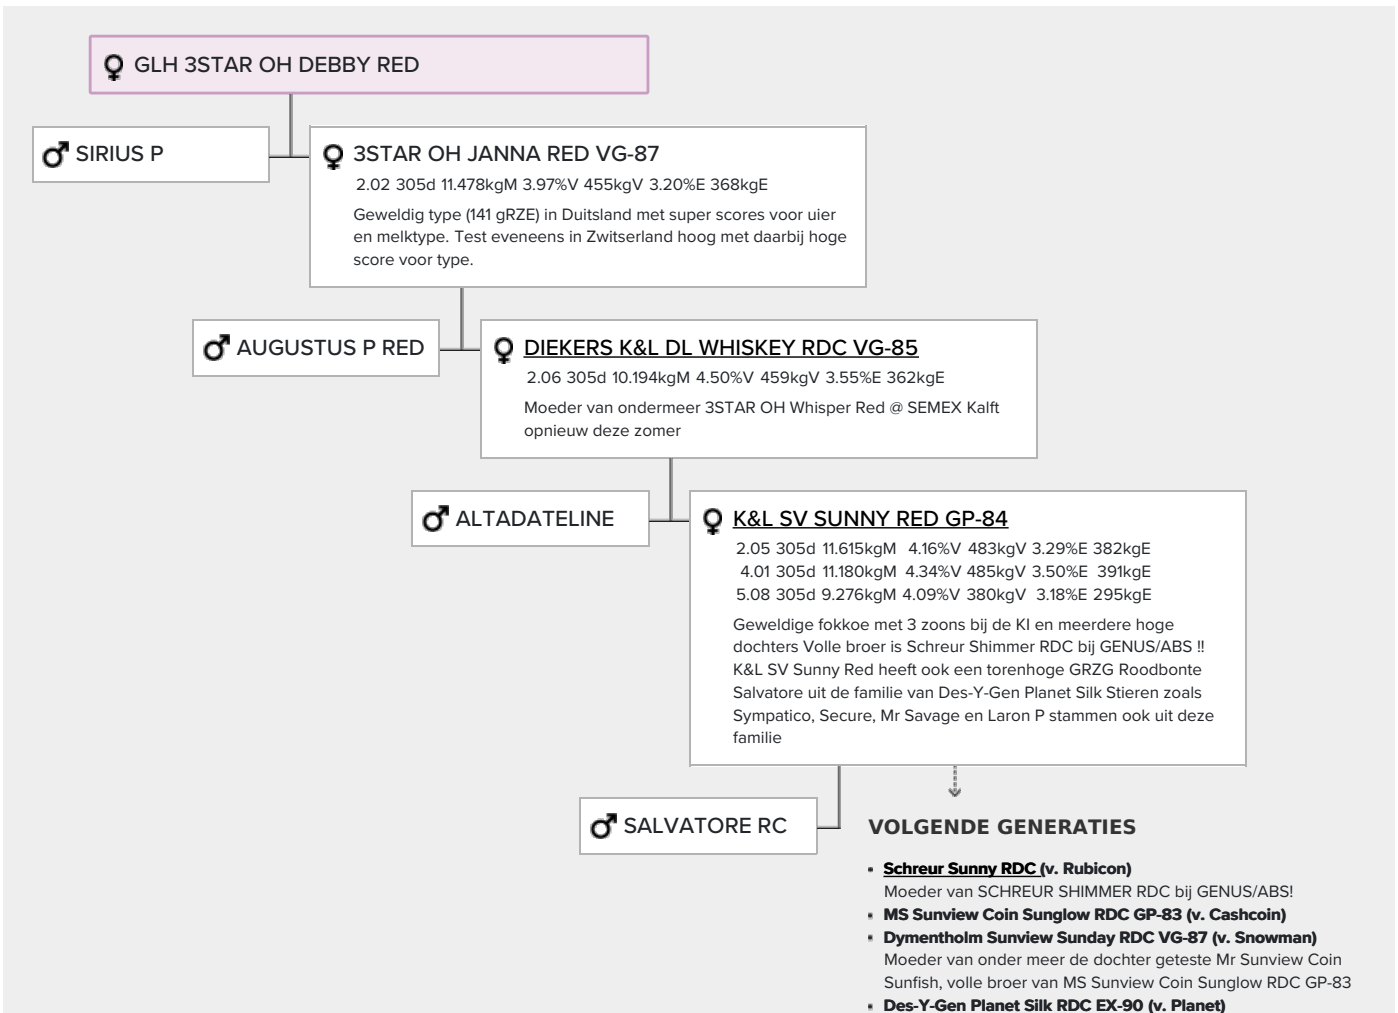 GLH 3STAR OH DEBBY RED
SIRIUS P
3STAR OH JANNA RED VG-87
2.02 305d 11.478kgM 3.97%V 455kgV 3.20%E 368kgE
Geweldig type (141 gRZE) in Duitsland met super scores voor uier
en melktype. Test eveneens in Zwitserland hoog met daarbij hoge
score voor type.
AUGUSTUS P RED
DIEKERS K&L DL WHISKEY RDC VG-85
2.06 305d 10.194kgM 4.50%V 459kgV 3.55%E 362kgE
Moeder van ondermeer 3STAR OH Whisper Red @ SEMEX Kalft
opnieuw deze zomer
ALTADATELINE
K&L SV SUNNY RED GP-84
2.05 305d 11.615kgM 4.16%V 483kgV 3.29%E 382kgE
4.01 305d 11.180kgM 4.34%V 485kgV 3.50%E 391kgE
5.08 305d 9.276kgM 4.09%V 380kgV 3.18%E 295kgE
Geweldige fokkoe met 3 zoons bij de KI en meerdere hoge
dochters Volle broer is Schreur Shimmer RDC bij GENUS/ABS !!
K&L SV Sunny Red heeft ook een torenhoge GRZG Roodbonte
Salvatore uit de familie van Des-Y-Gen Planet Silk Stieren zoals
Sympatico, Secure, Mr Savage en Laron P stammen ook uit deze
familie
SALVATORE RC
VOLGENDE GENERATIES
▪ Schreur Sunny RDC (v. Rubicon)
Moeder van SCHREUR SHIMMER RDC bij GENUS/ABS!
▪ MS Sunview Coin Sunglow RDC GP-83 (v. Cashcoin)
▪ Dymentholm Sunview Sunday RDC VG-87 (v. Snowman)
Moeder van onder meer de dochter geteste Mr Sunview Coin
Sunfish, volle broer van MS Sunview Coin Sunglow RDC GP-83
▪ Des-Y-Gen Planet Silk RDC EX-90 (v. Planet)